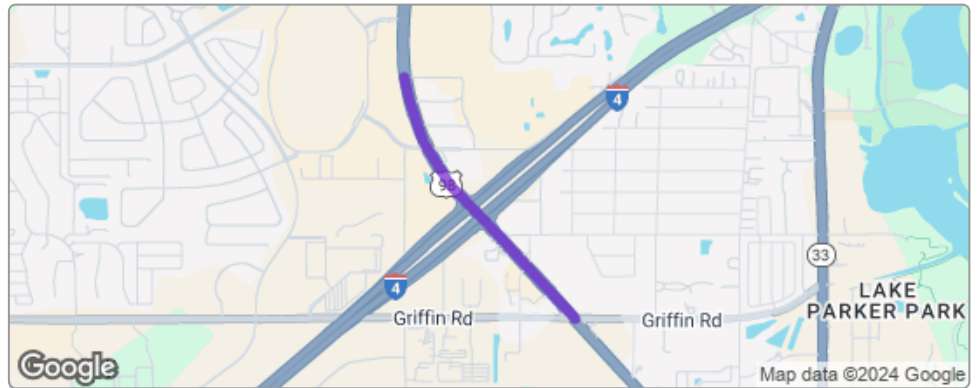 4
98
33
4
LAKE
PARKER PARK
Griffin Rd
Griffin Rd
Google
Map data ©2024 Google